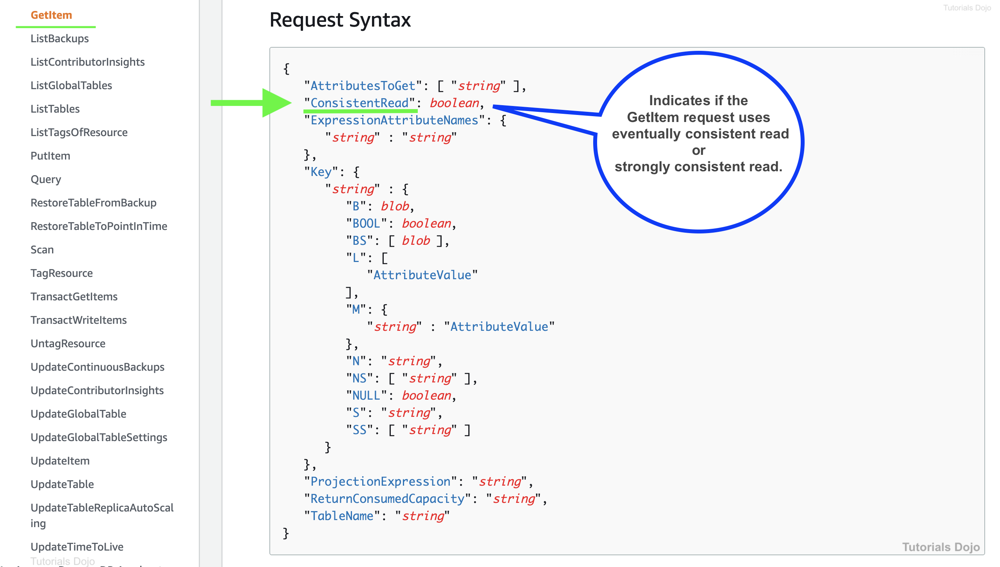 GetItem
ListBackups
ListContributorInsights
ListGlobalTables
ListTables
ListTagsOfResource
PutItem
Query
RestoreTableFromBackup
RestoreTableToPointInTime
Scan
TagResource
TransactGetItems
TransactWriteItems
UntagResource
UpdateContinuousBackups
UpdateContributorInsights
UpdateGlobalTable
UpdateGlobalTableSettings
UpdateItem
UpdateTable
UpdateTableReplicaAutoScal
ing
UpdateTimeToLive
Tutorials Dojo
Tutorials Dojo
Request Syntax
{
"AttributesToGet": [ "string" ],
"ConsistentRead": boolean,
"ExpressionAttributeNames": {
"string" : "string"
},
"Key": {
"string" : {
"B": blob,
"BOOL": boolean,
"BS": [ blob ],
"L": [
"AttributeValue"
],
"M": {
"string" : "AttributeValue"
},
"N": "string",
"NS": [ "string" ],
"NULL": boolean,
"S": "string",
"SS": [ "string" ]
}
},
"ProjectionExpression": "string",
"ReturnConsumedCapacity": "string",
"TableName": "string"
}
Indicates if the
GetItem request uses
eventually consistent read
or
strongly consistent read.
Tutorials Dojo